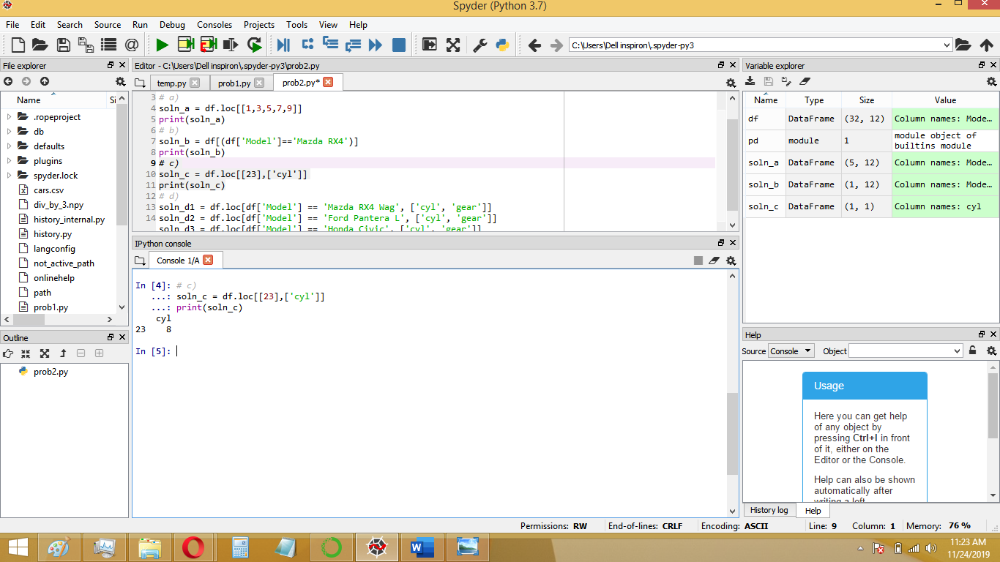 Spyder (Python 3.7)
File Edit Search Source Run Debug Consoles Projects Tools View Help
C:\Users\Dell inspiron\.spyder-py3
File explorer
Name Si
.ropeproject
db
defaults
plugins
spyder.lock
cars.csv
div_by_3.npy
history_internal.py
history.py
langconfig
not_active_path
onlinehelp
path
prob1.py
Outline
prob2.py
Editor - C:\Users\Dell inspiron\.spyder-py3\prob2.py
temp.py prob1.py prob2.py*
3 # a)
4 soln_a = df.loc[[1,3,5,7,9]]
5 print(soln_a)
6 # b)
7 soln_b = df[(df['Model']=='Mazda RX4')]
8 print(soln_b)
9 # c)
10 soln_c = df.loc[[23],['cyl']]
11 print(soln_c)
12 # d)
13 soln_d1 = df.loc[df['Model'] == 'Mazda RX4 Wag', ['cyl', 'gear']]
14 soln_d2 = df.loc[df['Model'] == 'Ford Pantera L', ['cyl', 'gear']]
soln_d3 = df.loc[df['Model'] == 'Honda Civic', ['cyl', 'gear']]
IPython console
Console 1/A
In [4]: # c)
...: soln_c = df.loc[[23],['cyl']]
...: print(soln_c)
cyl
23 8
In [5]:
Variable explorer
Name Type Size Value
df DataFrame (32, 12) Column names: Mode...
pd module 1 module object of
builtins module
soln_a DataFrame (5, 12) Column names: Mode...
soln_b DataFrame (1, 12) Column names: Mode...
soln_c DataFrame (1, 1) Column names: cyl
Help
Source Console Object
Usage
Here you can get help
of any object by
pressing Ctrl+I in front
of it, either on the
Editor or the Console.
Help can also be shown
automatically after
writing a left
History log Help
Permissions: RW End-of-lines: CRLF Encoding: ASCII Line: 9 Column: 1 Memory: 76 %
11:23 AM
11/24/2019